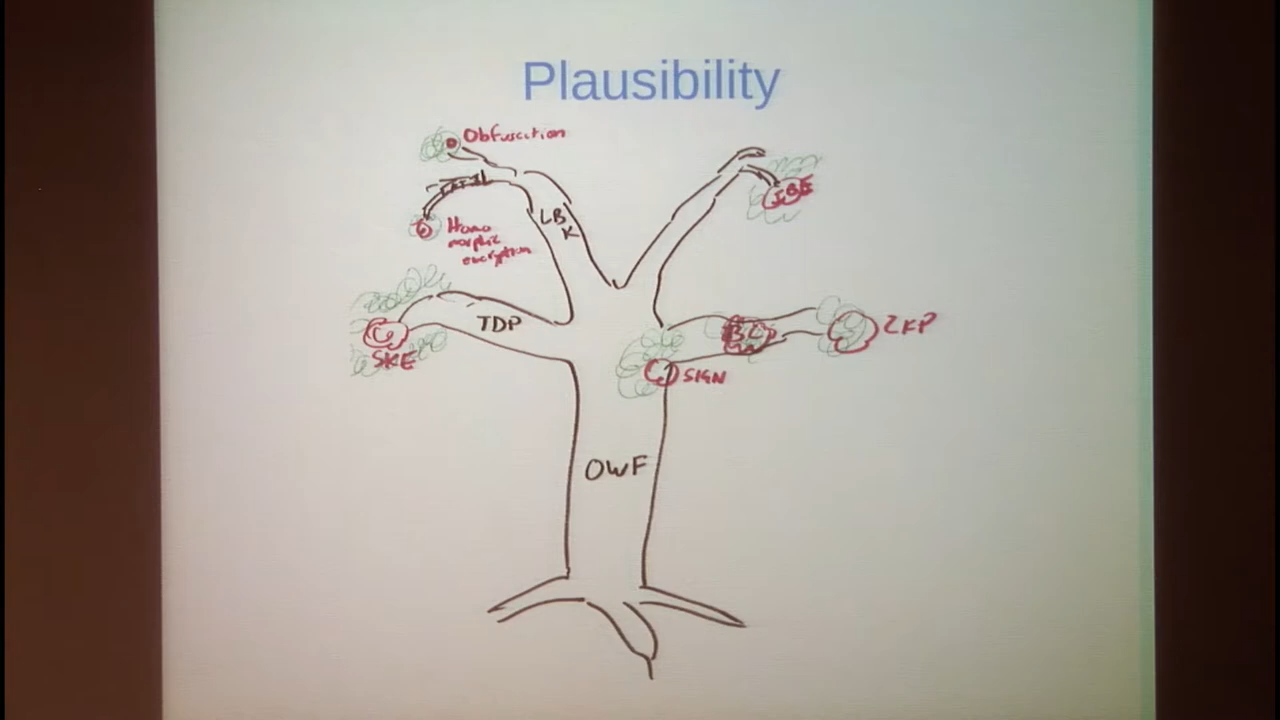 Plausibility
Obfuscation
IBE
LB
K
Homo
morphic
encryption
TDP
ZKP
SKE
SIGN
OWF